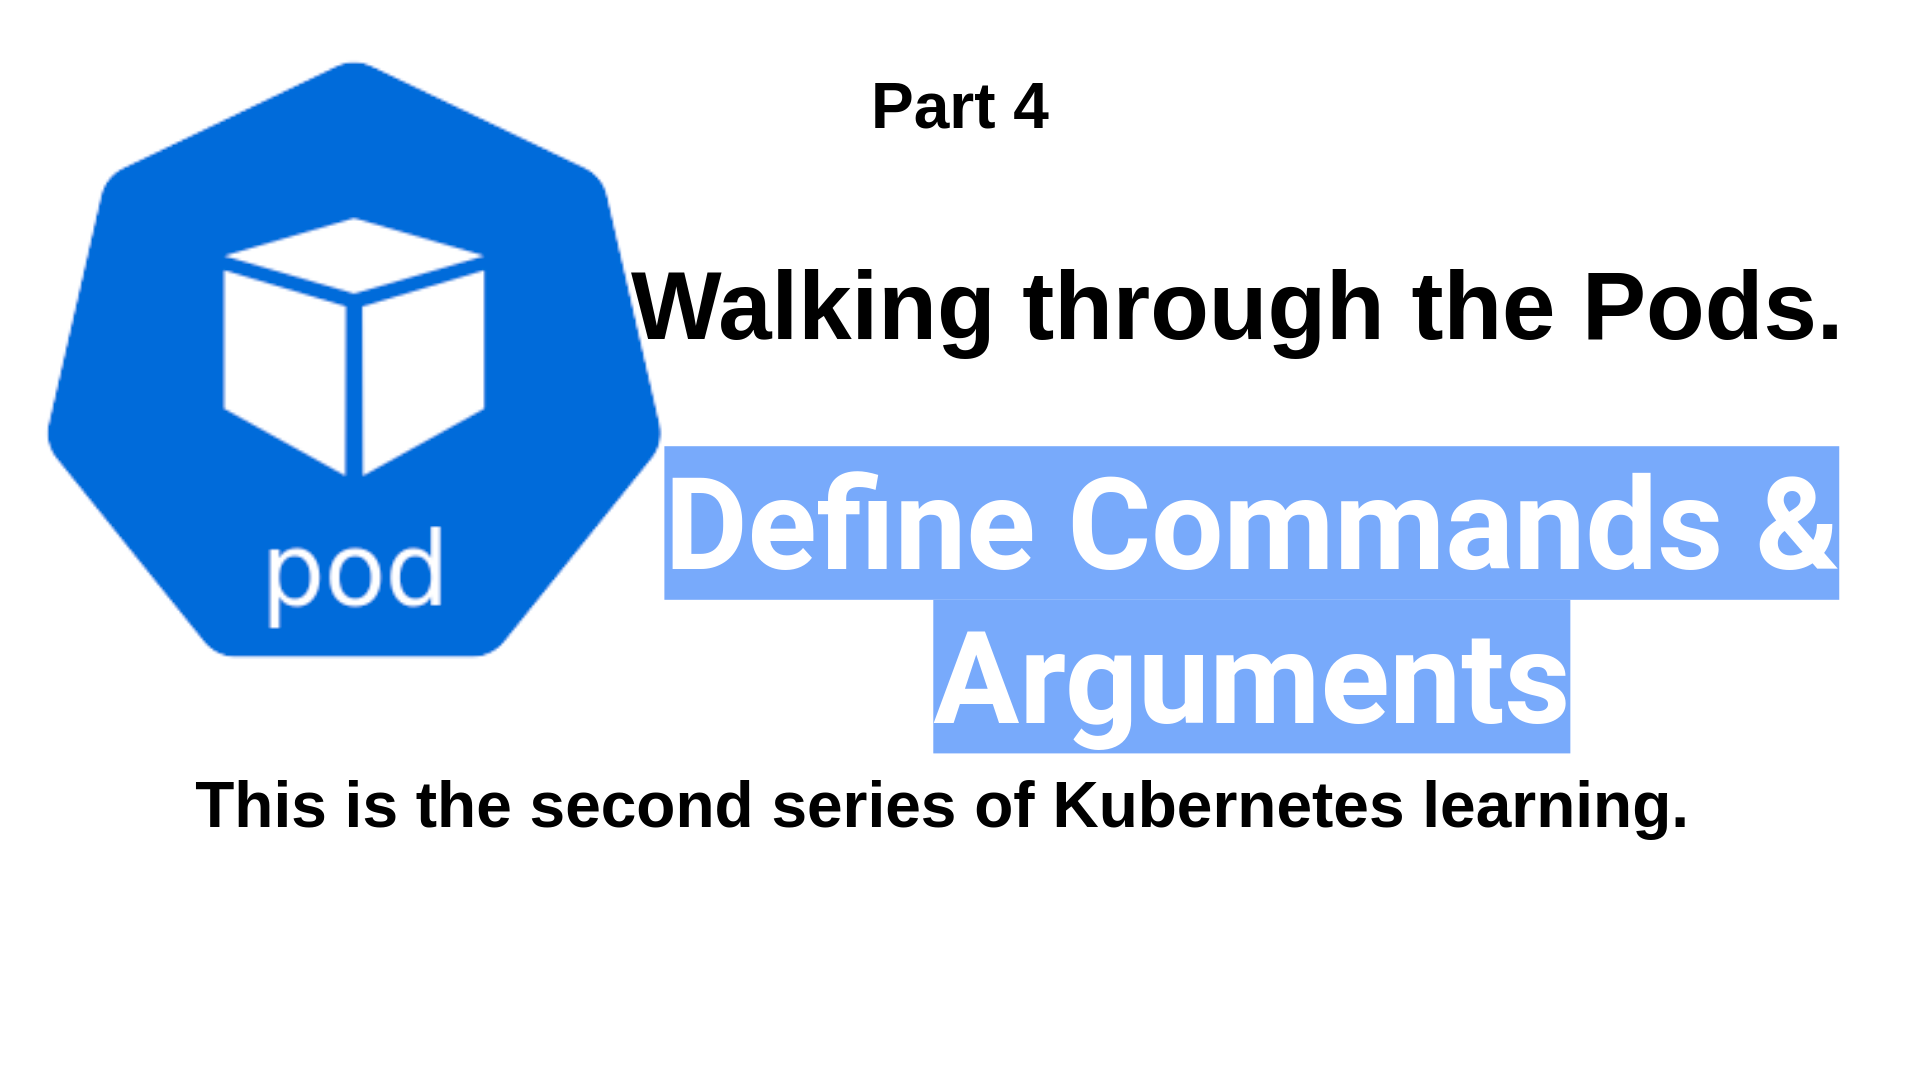 Part 4
Walking through the Pods.
Define Commands &
Arguments
pod
This is the second series of Kubernetes learning.